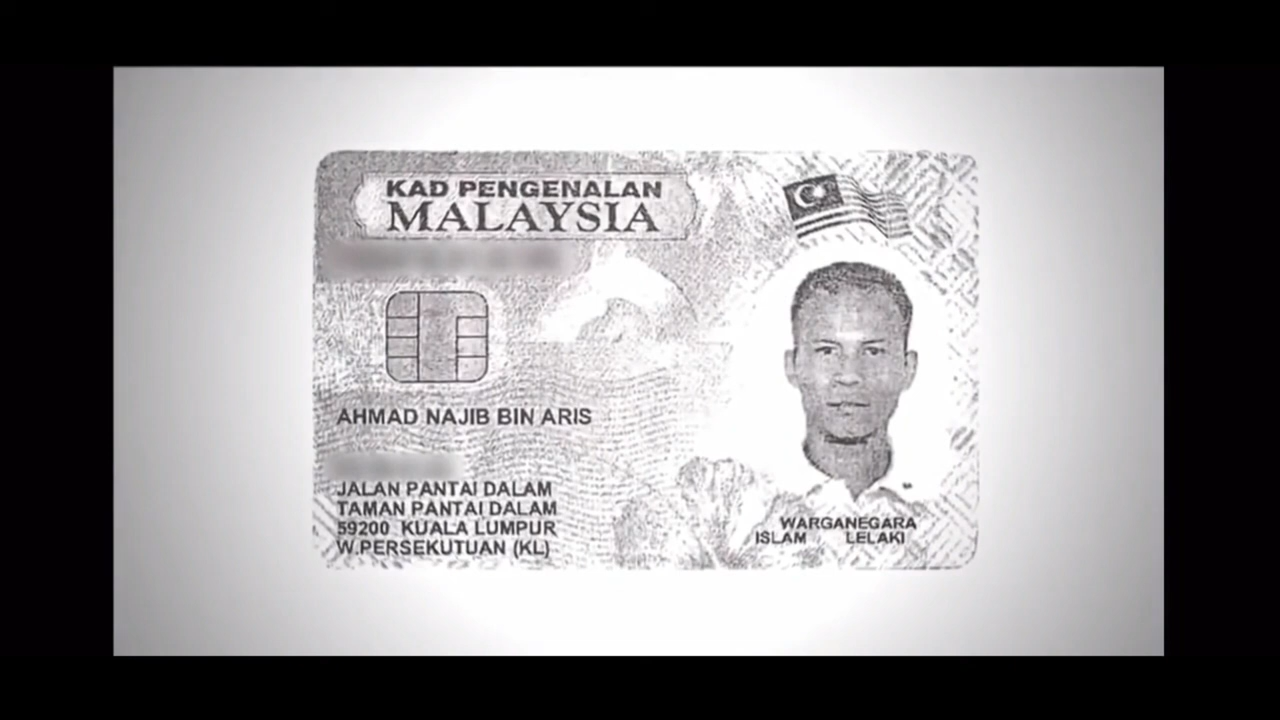 KAD PENGENALAN
MALAYSIA
AHMAD NAJIB BIN ARIS
JALAN PANTAI DALAM
TAMAN PANTAI DALAM
59200 KUALA LUMPUR
W.PERSEKUTUAN (KL)
WARGANEGARA
ISLAM LELAKI